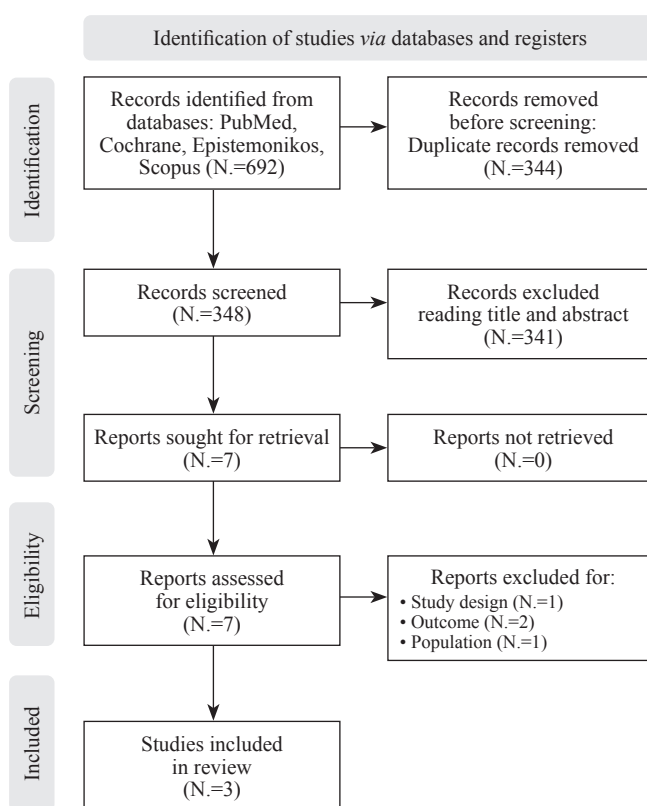 Identification of studies via databases and registers
Identification
Records identified from
databases: PubMed,
Cochrane, Epistemonikos,
Scopus (N.=692)
Records removed
before screening:
Duplicate records removed
(N.=344)
Screening
Records screened
(N.=348)
Records excluded
reading title and abstract
(N.=341)
Reports sought for retrieval
(N.=7)
Reports not retrieved
(N.=0)
Eligibility
Reports assessed
for eligibility
(N.=7)
Reports excluded for:
• Study design (N.=1)
• Outcome (N.=2)
• Population (N.=1)
Included
Studies included
in review
(N.=3)